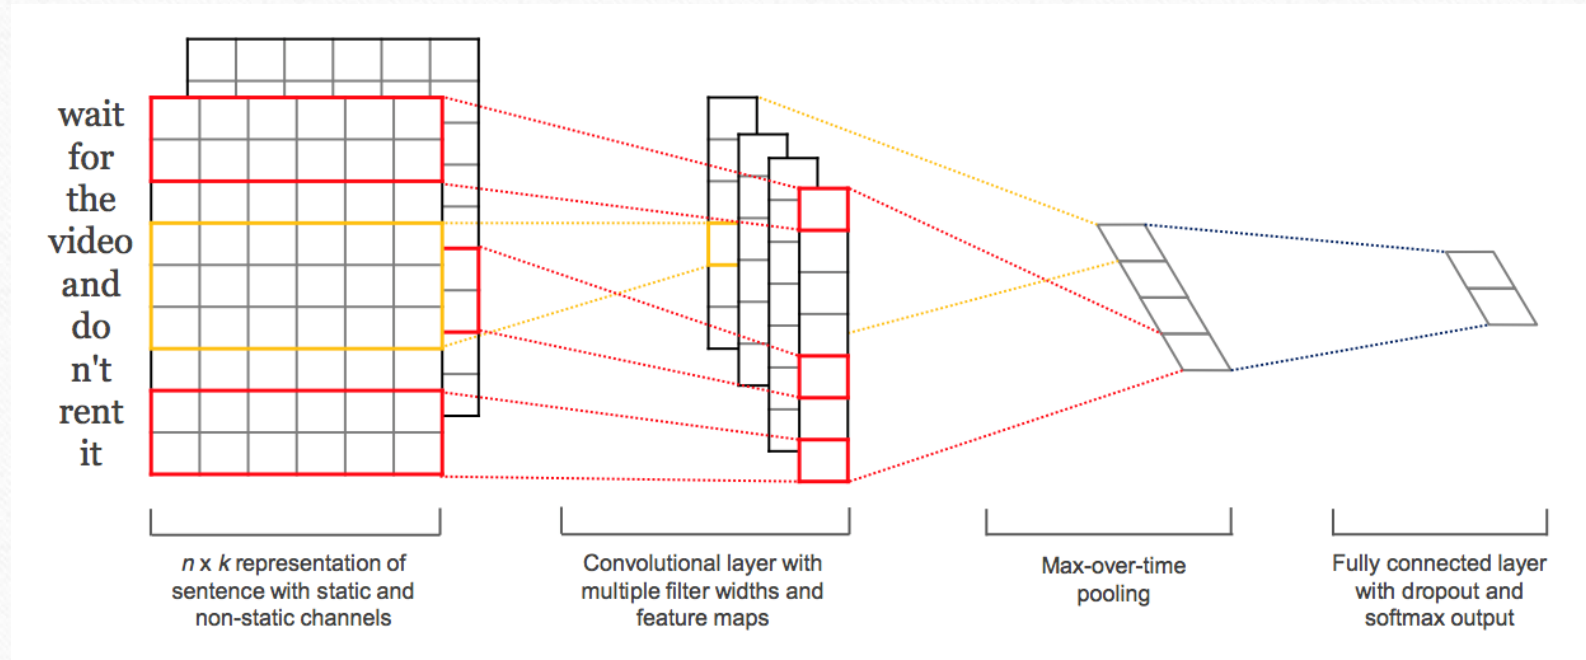 wait
for
the
video
and
do
n't
rent
it
n x k representation of
sentence with static and
non-static channels
Convolutional layer with
multiple filter widths and
feature maps
Max-over-time
pooling
Fully connected layer
with dropout and
softmax output